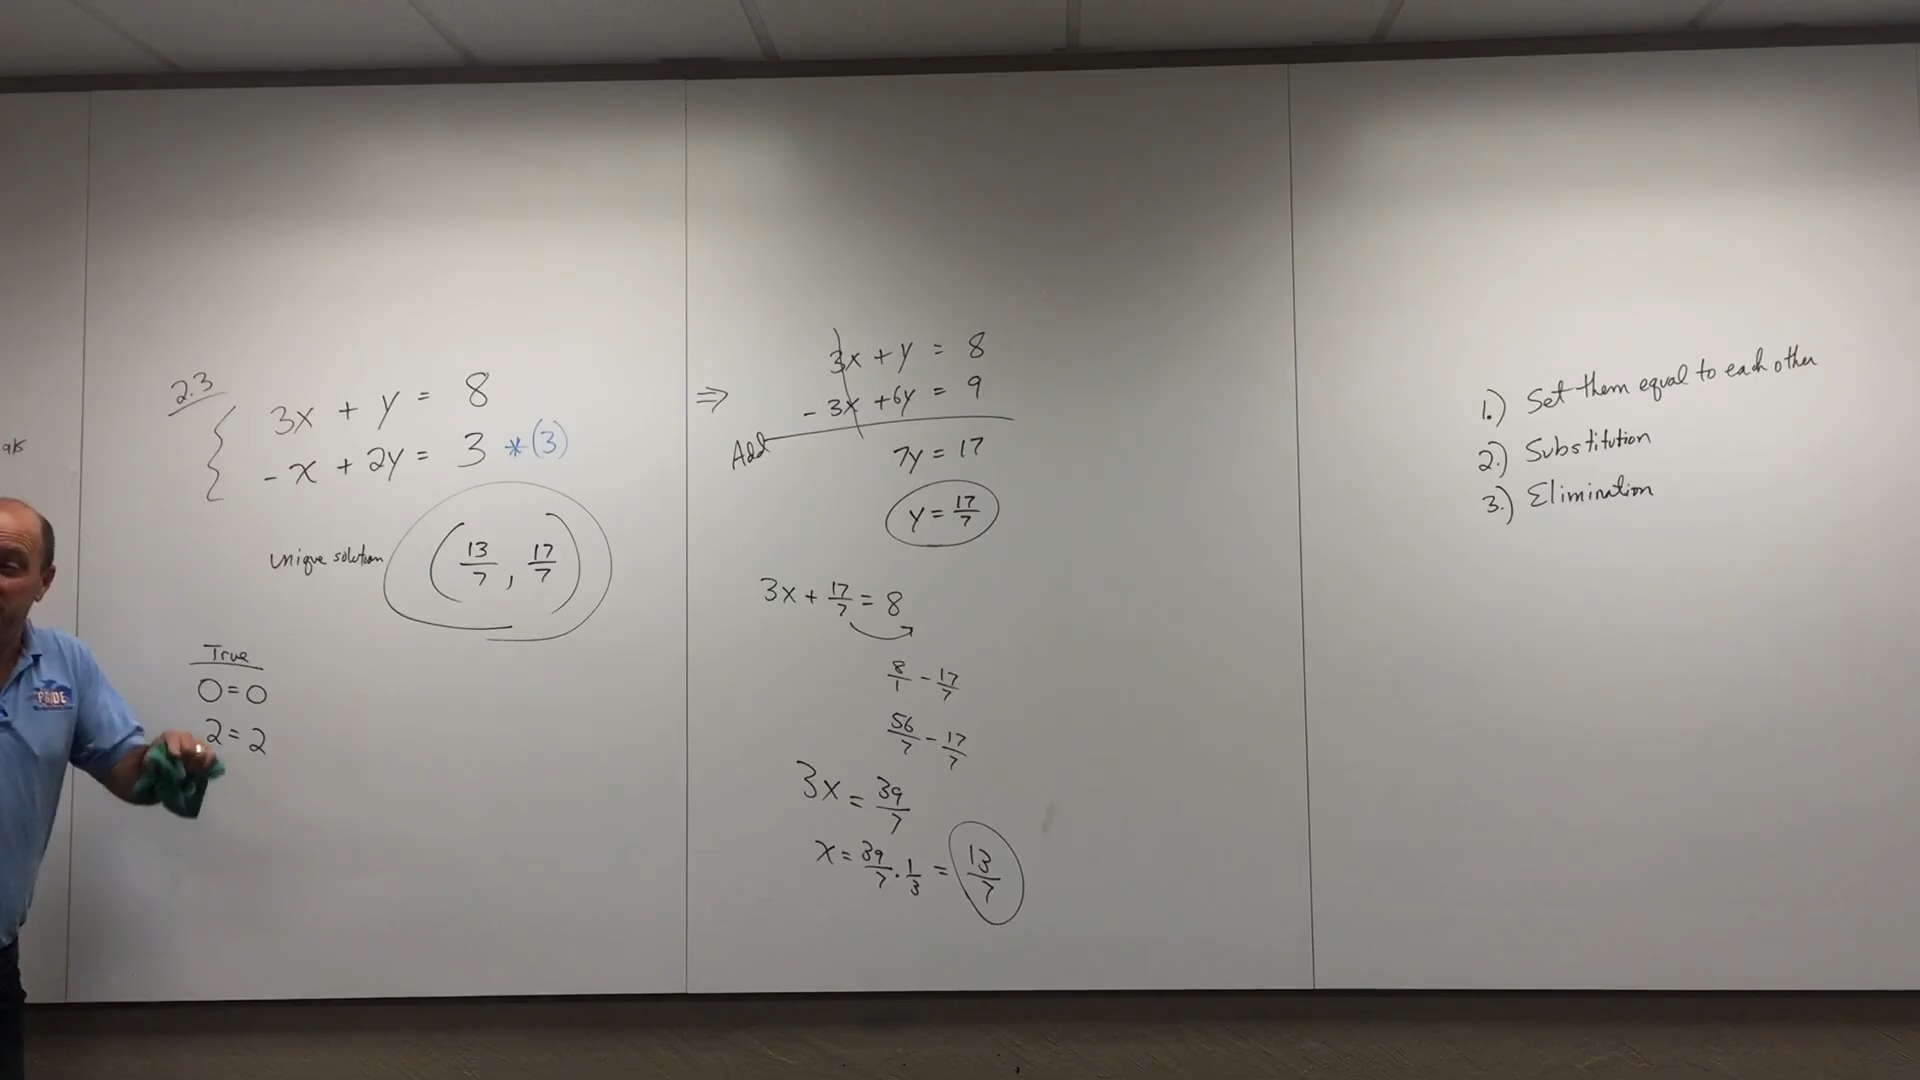 2.3
3x + y = 8
-x + 2y = 3 *(3)
unique solution (13/7, 17/7)
True
0 = 0
2 = 2
PRIDE
⇒
3x + y = 8
-3x + 6y = 9
Add
7y = 17
y = 17/7
3x + 17/7 = 8
8/1 - 17/7
56/7 - 17/7
3x = 39/7
x = 39/7 · 1/3 = 13/7
1.) Set them equal to each other
2.) Substitution
3.) Elimination